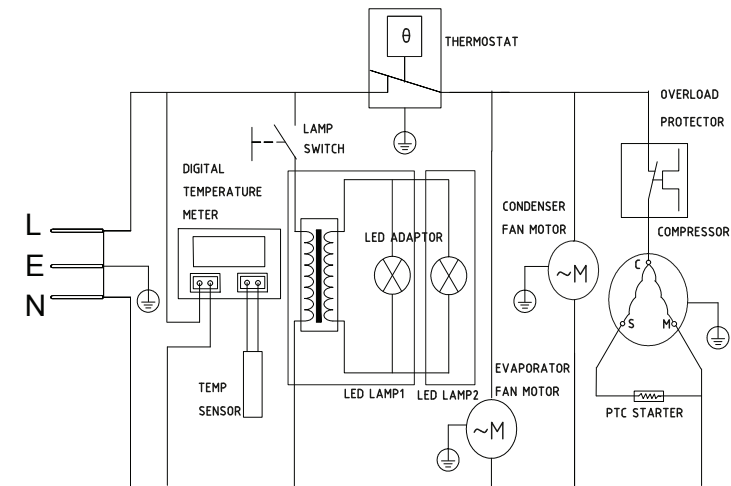 θ
THERMOSTAT
OVERLOAD
PROTECTOR
LAMP
SWITCH
DIGITAL
TEMPERATURE
METER
CONDENSER
FAN MOTOR
L
E
N
LED ADAPTOR
COMPRESSOR
~M
C
S
M
EVAPORATOR
FAN MOTOR
TEMP
SENSOR
LED LAMP1
LED LAMP2
PTC STARTER
~M